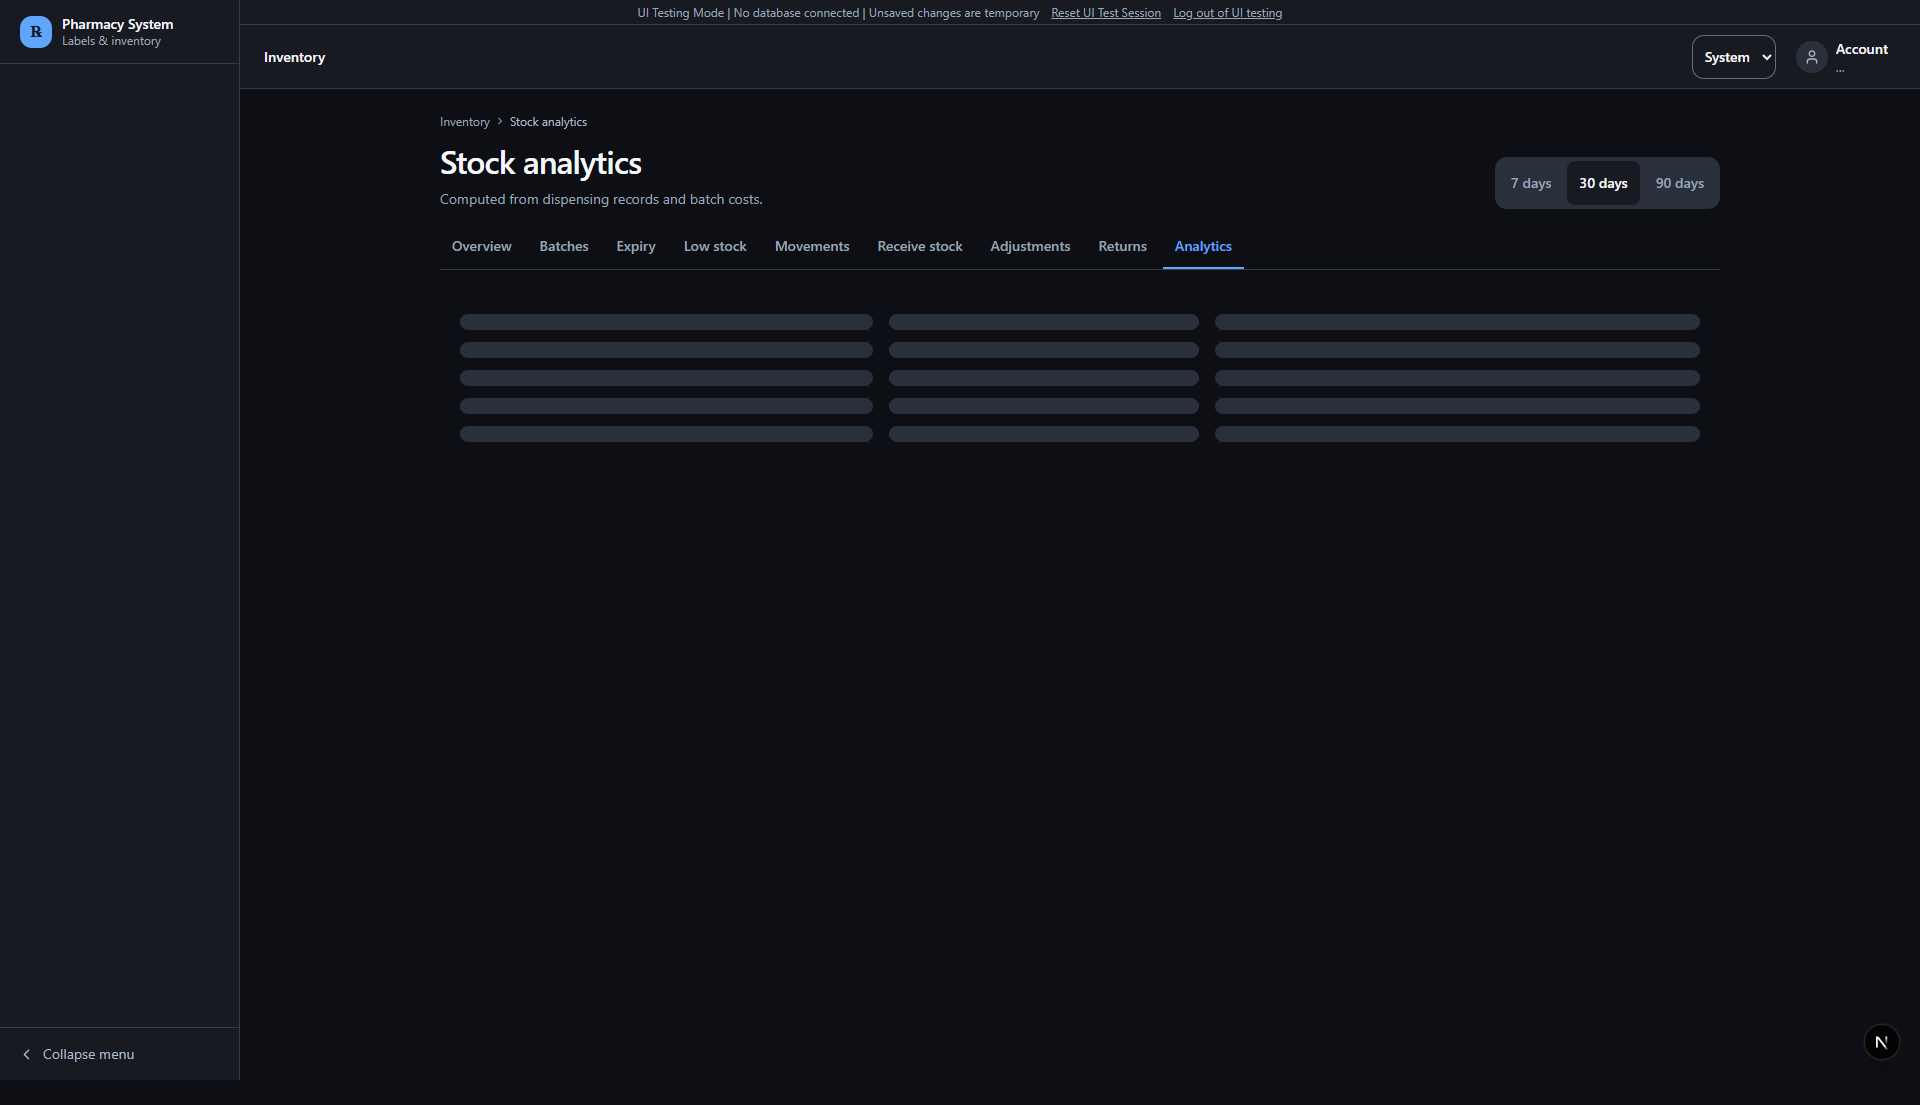 ℞
Pharmacy System
Labels & inventory
UI Testing Mode | No database connected | Unsaved changes are temporary Reset UI Test Session Log out of UI testing
Inventory
System
Account
...
Inventory > Stock analytics
Stock analytics
Computed from dispensing records and batch costs.
7 days 30 days 90 days
Overview Batches Expiry Low stock Movements Receive stock Adjustments Returns Analytics
Collapse menu
N